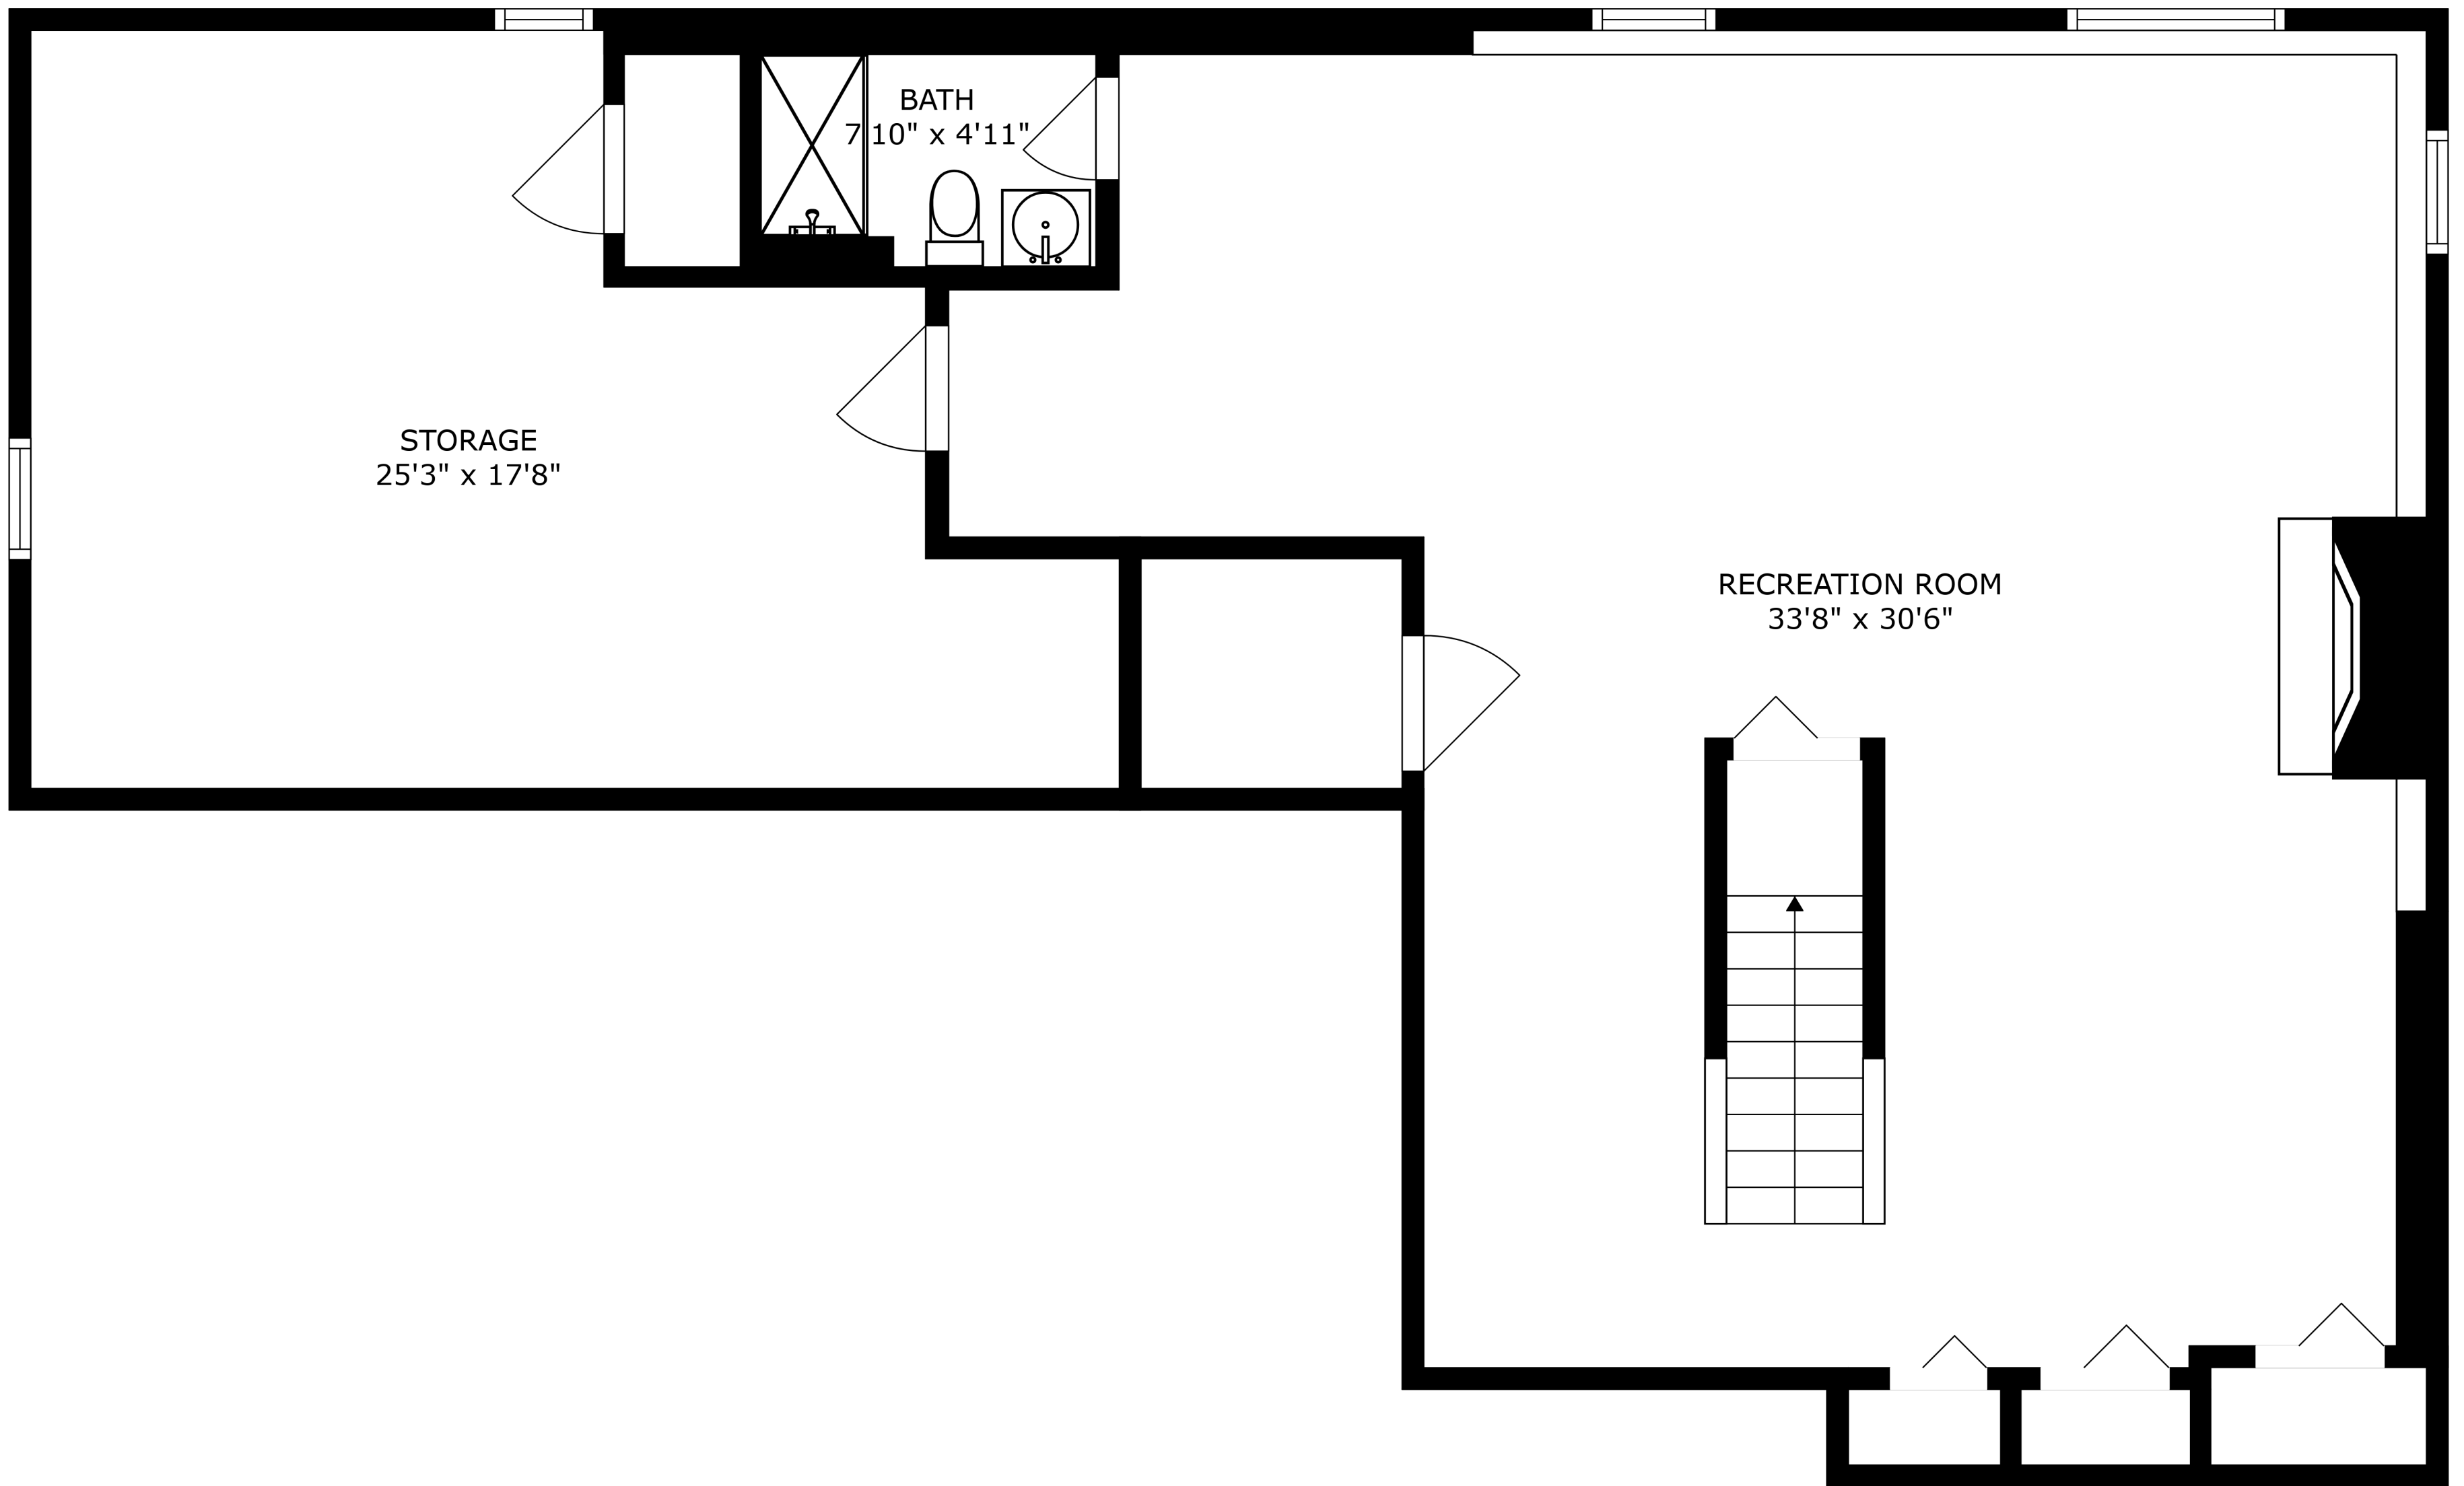 BATH
7'10" x 4'11"
STORAGE
25'3" x 17'8"
RECREATION ROOM
33'8" x 30'6"